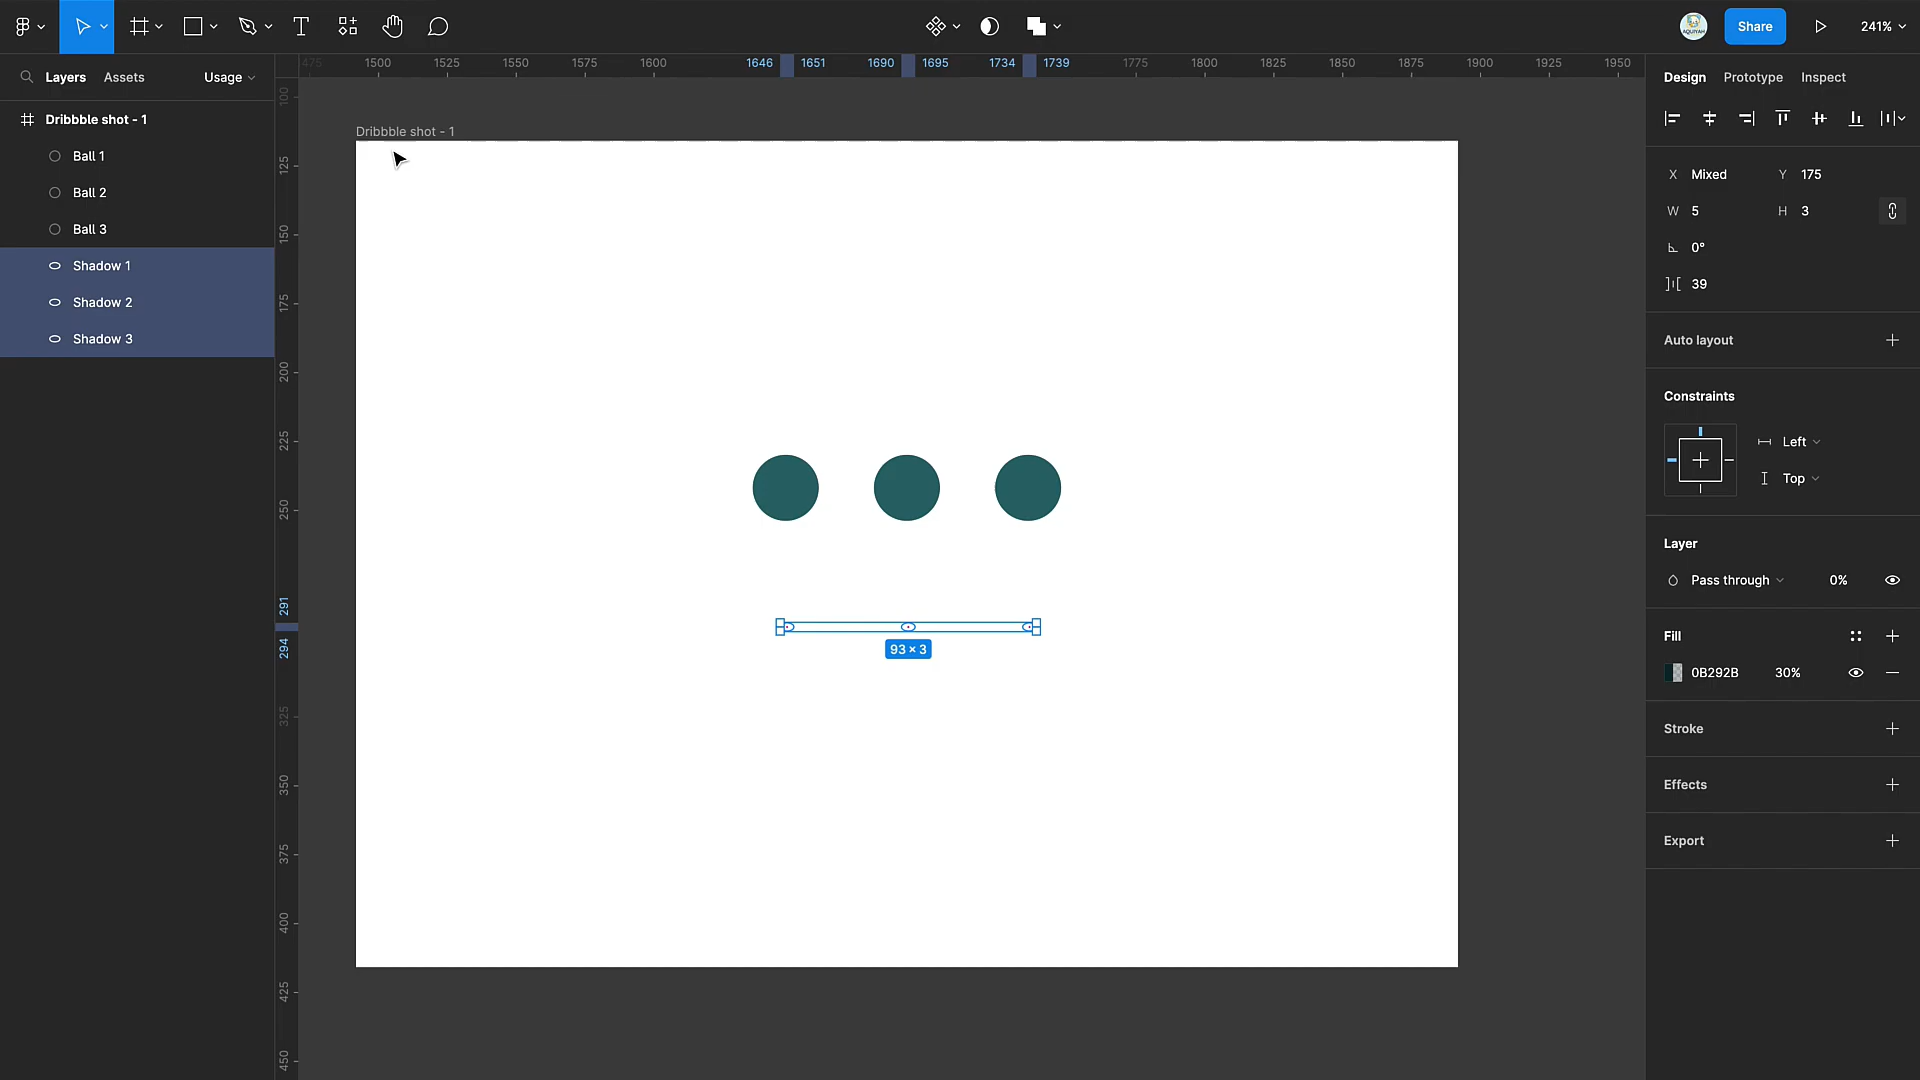 Share
241%
Layers
Assets
Usage
475
1500
1525
1550
1575
1600
1646
1651
1690
1695
1734
1739
1775
1800
1825
1850
1875
1900
1925
1950
Design
Prototype
Inspect
Dribbble shot - 1
Ball 1
Ball 2
Ball 3
Shadow 1
Shadow 2
Shadow 3
100
125
150
175
200
225
250
291
294
325
350
375
400
425
450
Dribbble shot - 1
93 × 3
X Mixed Y 175
W 5 H 3
0°
39
Auto layout
Constraints
Left
Top
Layer
Pass through 0%
Fill
0B292B 30%
Stroke
Effects
Export